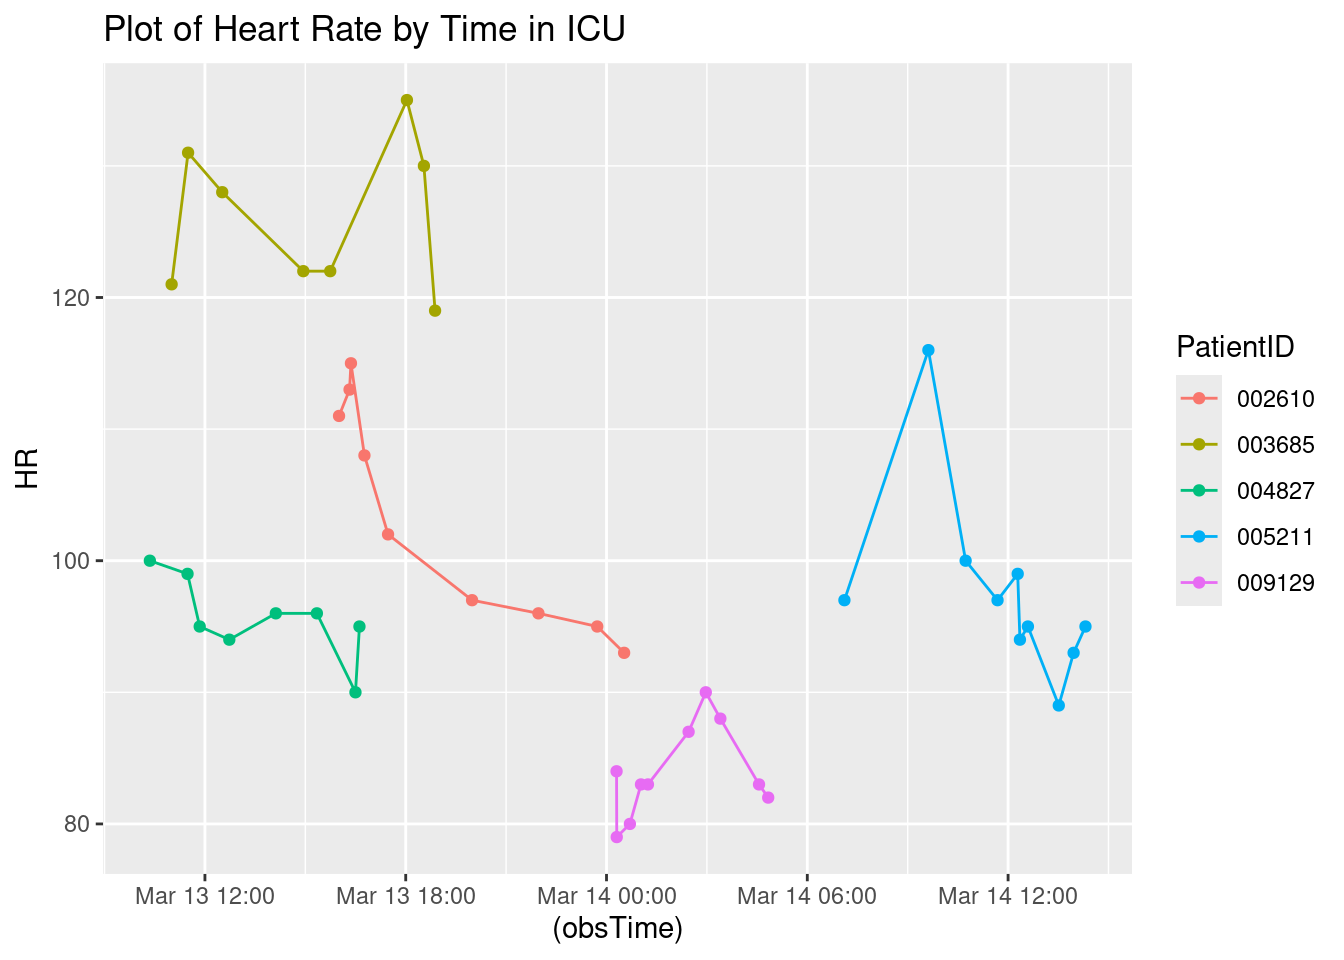 Plot of Heart Rate by Time in ICU
HR
120
100
80
Mar 13 12:00 Mar 13 18:00 Mar 14 00:00 Mar 14 06:00 Mar 14 12:00
(obsTime)
PatientID
002610
003685
004827
005211
009129